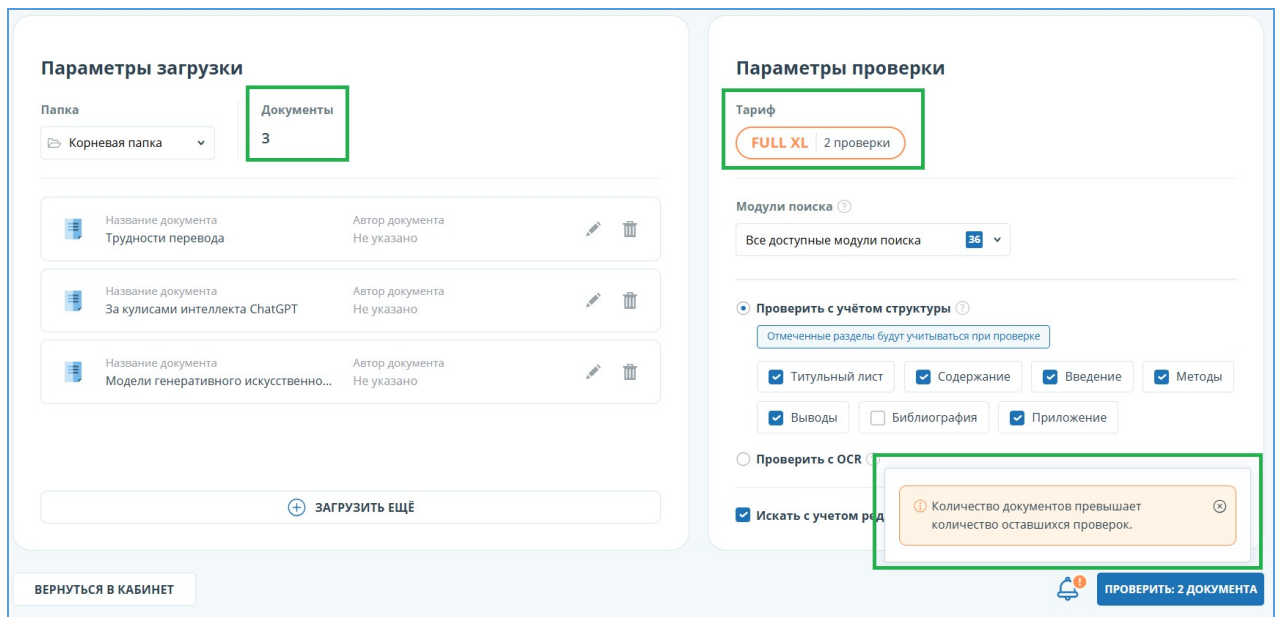 Параметры загрузки
Папка
Документы
Корневая папка
3
Название документа
Автор документа
Трудности перевода
Не указано
Название документа
Автор документа
За кулисами интеллекта ChatGPT
Не указано
Название документа
Автор документа
Модели генеративного искусственно...
Не указано
ЗАГРУЗИТЬ ЕЩЁ
ВЕРНУТЬСЯ В КАБИНЕТ
Параметры проверки
Тариф
FULL XL 2 проверки
Модули поиска ?
Все доступные модули поиска 36
Проверить с учётом структуры ?
Отмеченные разделы будут учитываться при проверке
Титульный лист Содержание Введение Методы
Выводы Библиография Приложение
Проверить с OCR
Искать с учетом ред
Количество документов превышает
количество оставшихся проверок.
ПРОВЕРИТЬ: 2 ДОКУМЕНТА